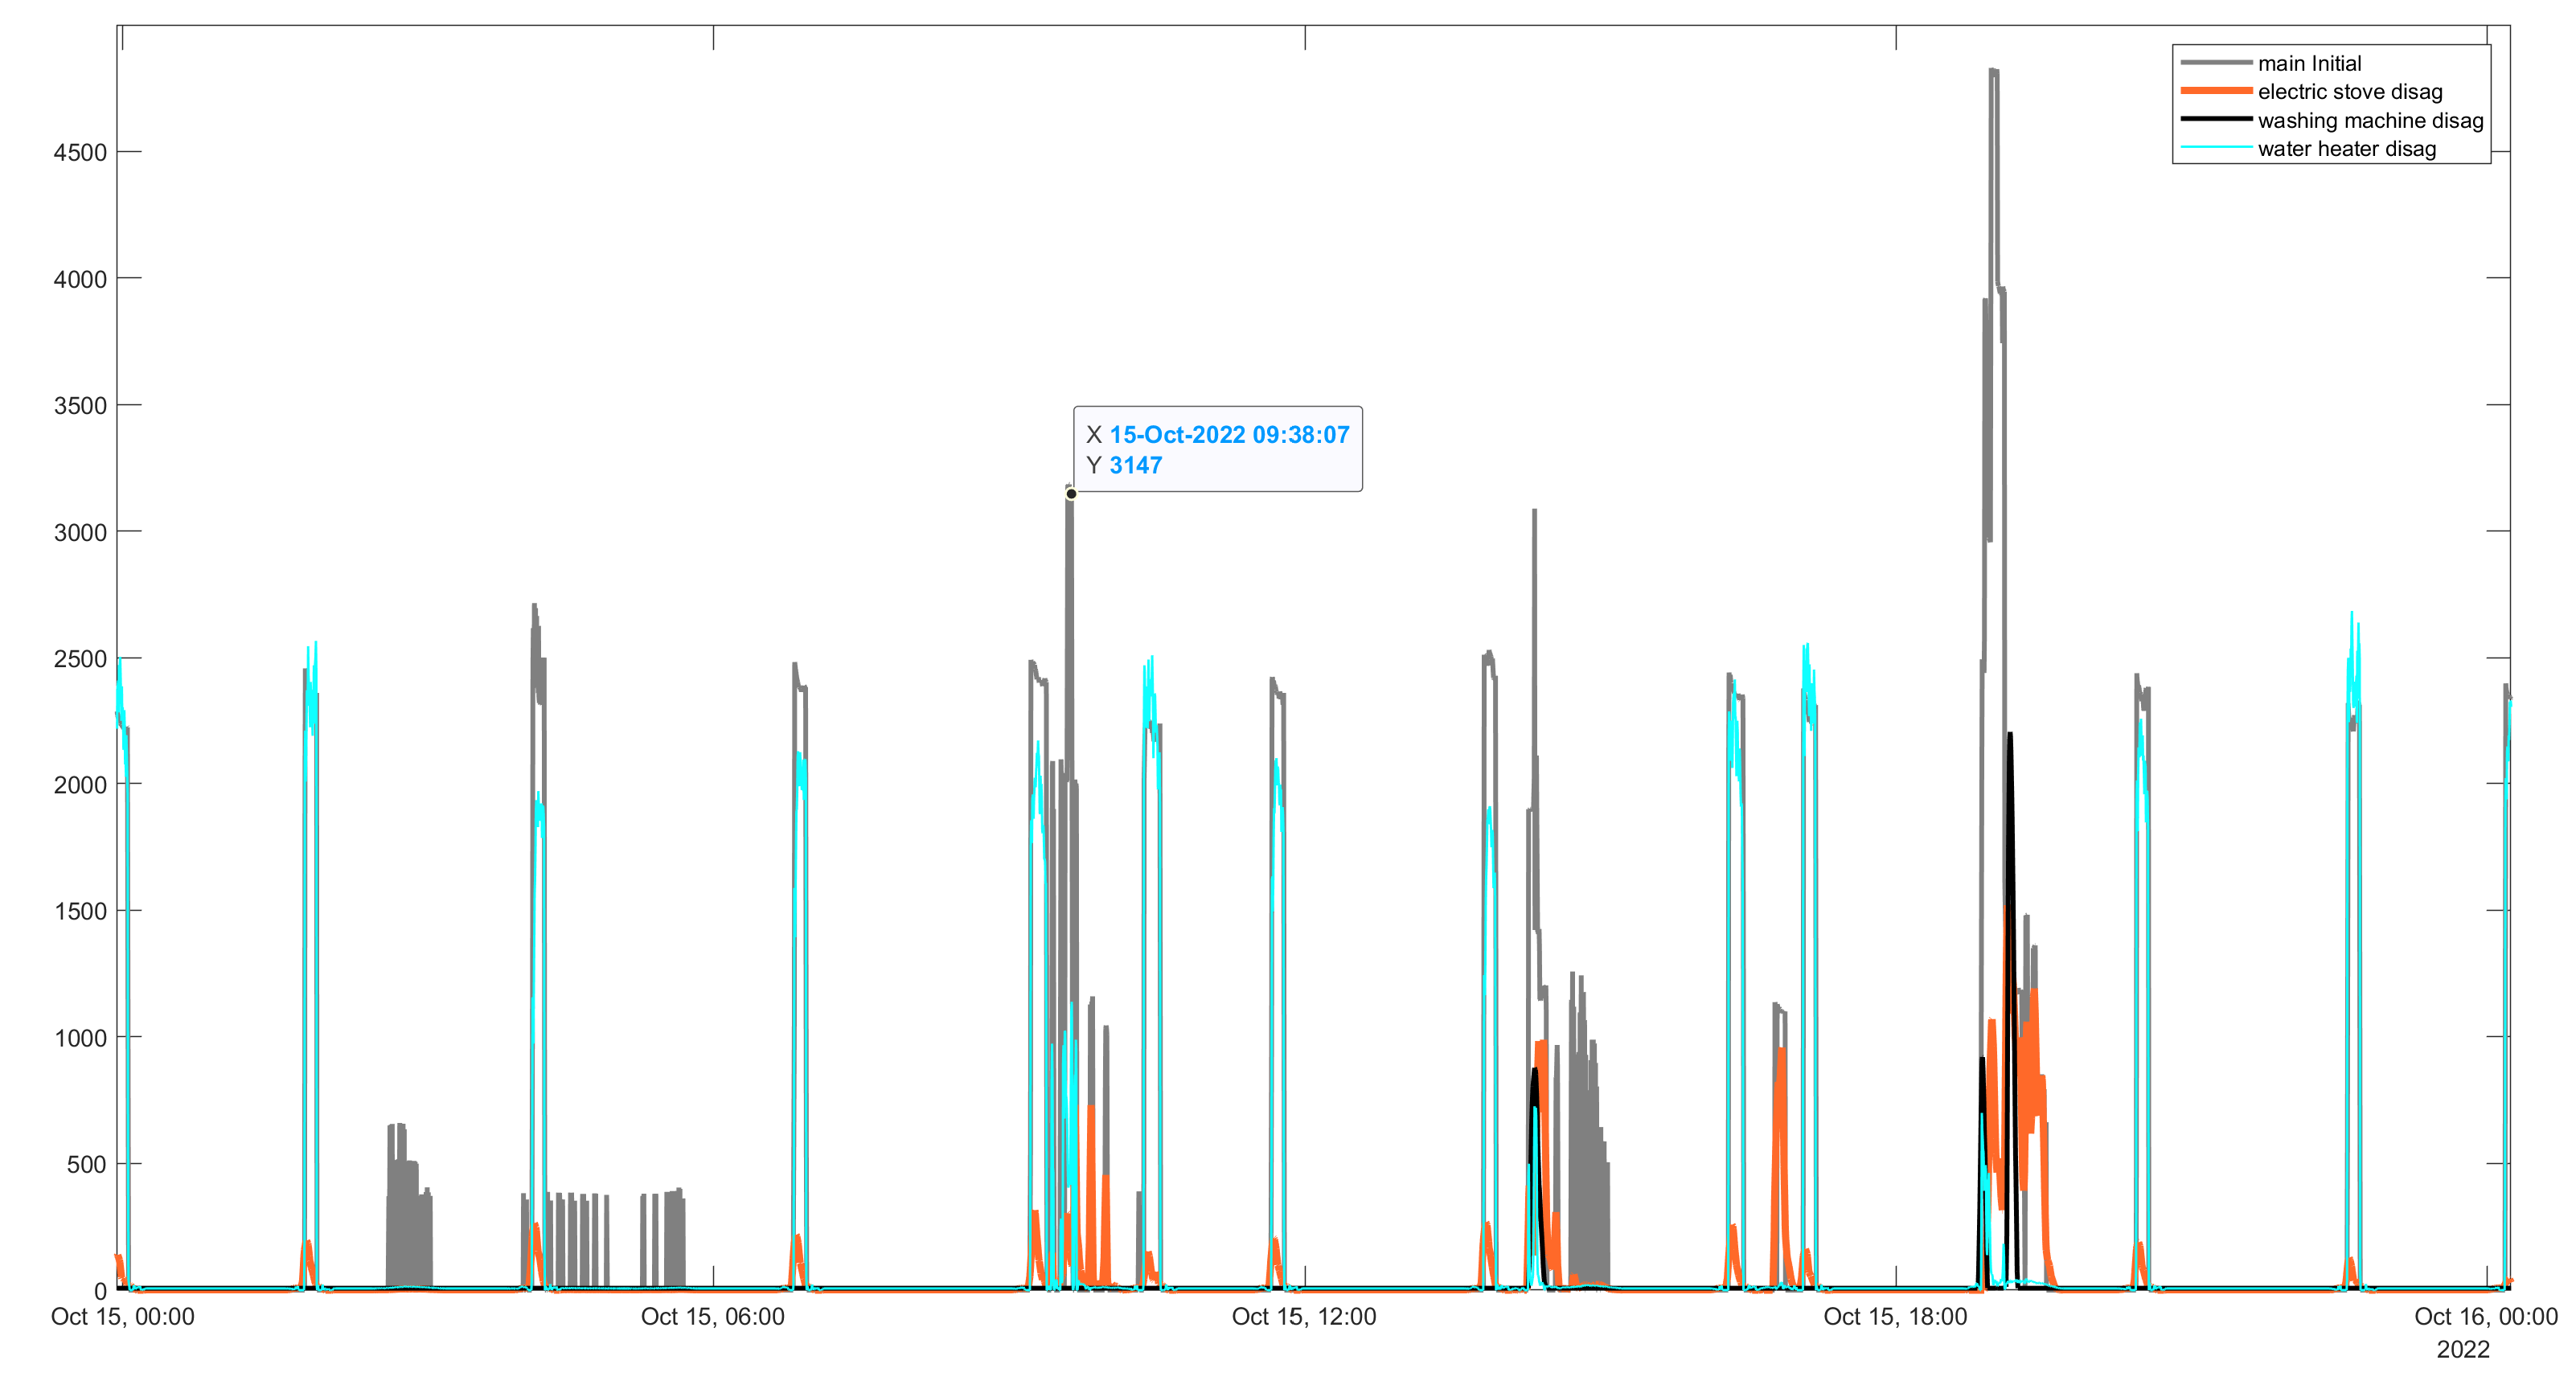 main Initial
electric stove disag
washing machine disag
water heater disag
4500
4000
3500
3000
2500
2000
1500
1000
500
0
X 15-Oct-2022 09:38:07
Y 3147
Oct 15, 00:00
Oct 15, 06:00
Oct 15, 12:00
Oct 15, 18:00
Oct 16, 00:00
2022